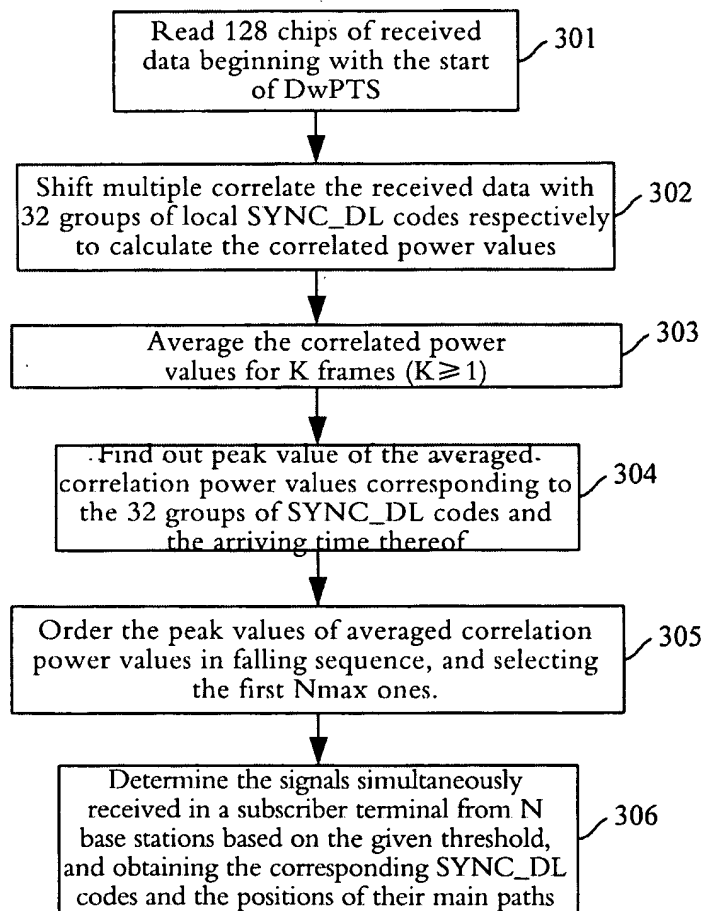 Read 128 chips of received
data beginning with the start
of DwPTS
301
Shift multiple correlate the received data with
32 groups of local SYNC_DL codes respectively
to calculate the correlated power values
302
Average the correlated power
values for K frames (K⩾1)
303
Find out peak value of the averaged
correlation power values corresponding to
the 32 groups of SYNC_DL codes and
the arriving time thereof
304
Order the peak values of averaged correlation
power values in falling sequence, and selecting
the first Nmax ones.
305
Determine the signals simultaneously
received in a subscriber terminal from N
base stations based on the given threshold,
and obtaining the corresponding SYNC_DL
codes and the positions of their main paths
306